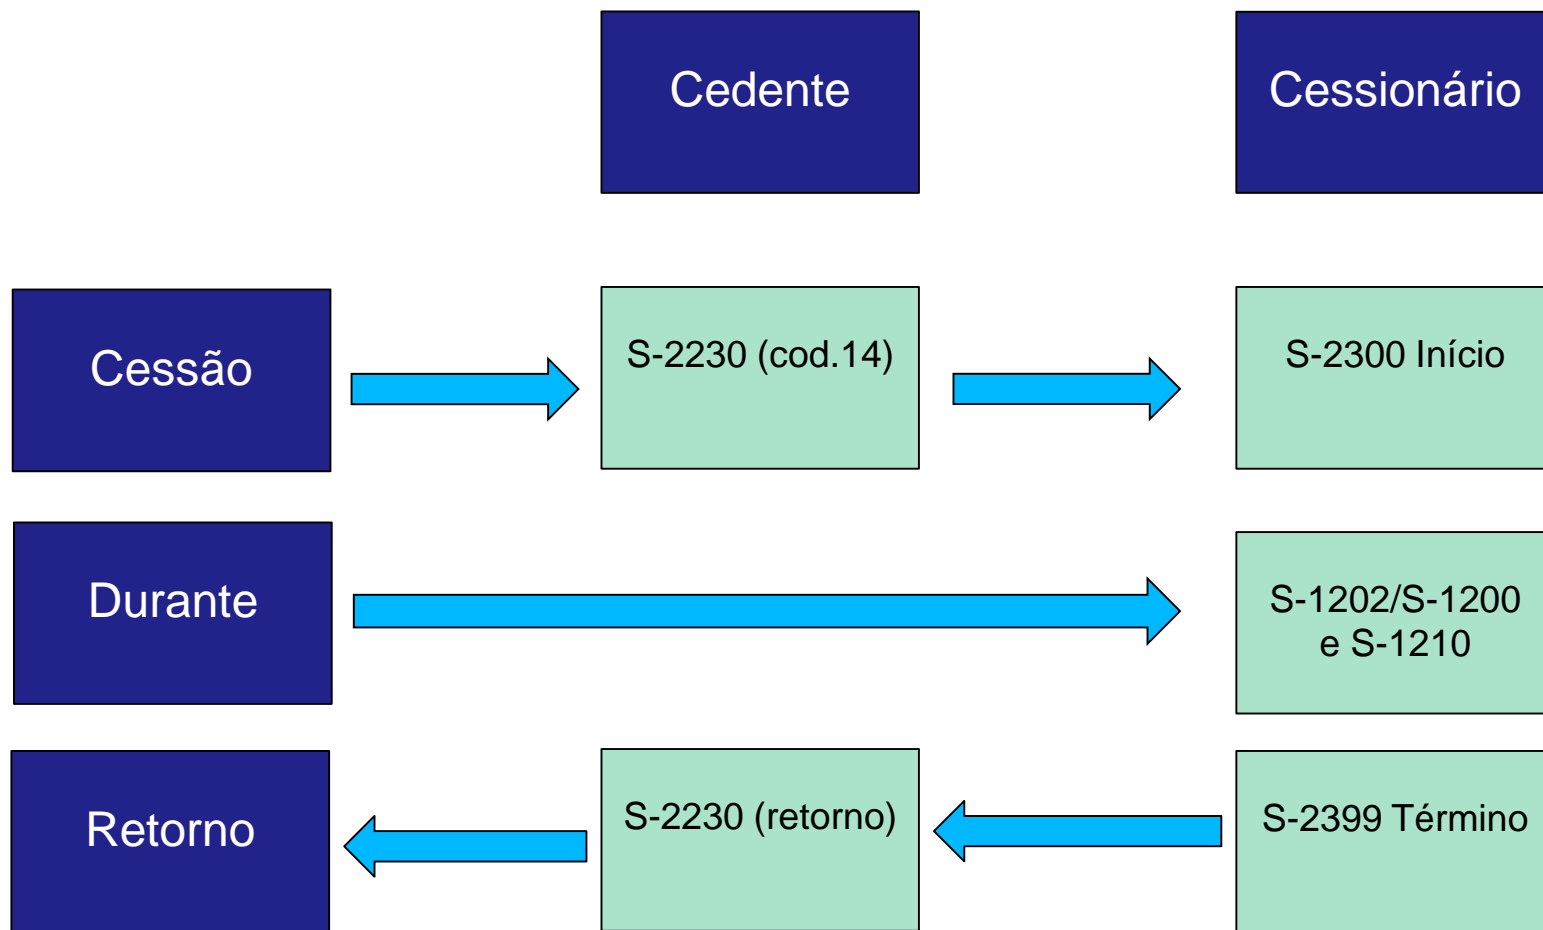 Cedente
Cessionário
Cessão
S-2230 (cod.14)
S-2300 Início
Durante
S-1202/S-1200
e S-1210
Retorno
S-2230 (retorno)
S-2399 Término